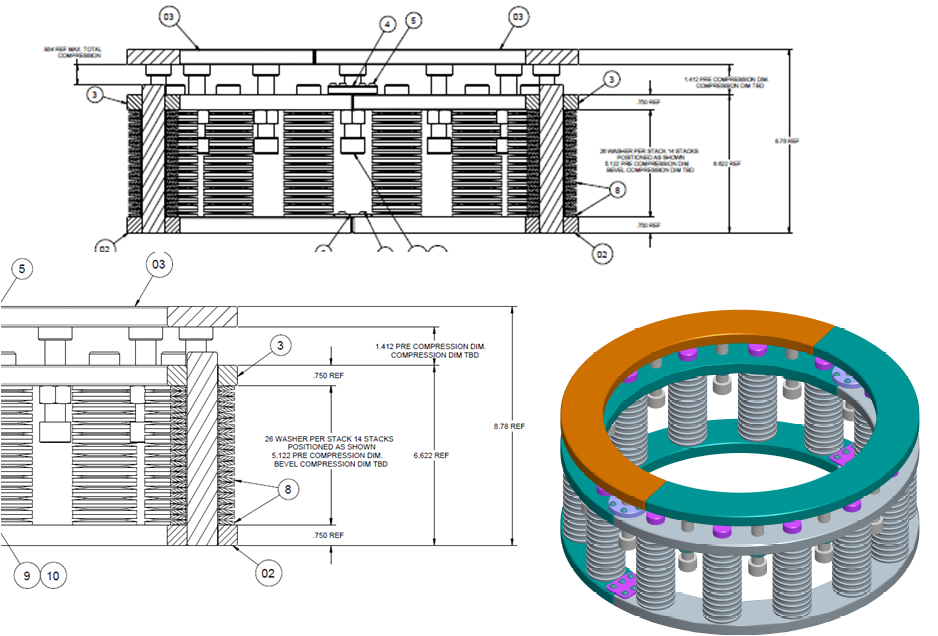 03
4
5
03
.804 REF MAX. TOTAL
COMPRESSION
3
3
1.412 PRE COMPRESSION DIM.
COMPRESSION DIM TBD
.750 REF
8.78 REF
26 WASHER PER STACK 14 STACKS
POSITIONED AS SHOWN
5.122 PRE COMPRESSION DIM.
BEVEL COMPRESSION DIM TBD
6.622 REF
8
.750 REF
02
02
5
03
3
1.412 PRE COMPRESSION DIM.
COMPRESSION DIM TBD
.750 REF
8.78 REF
26 WASHER PER STACK 14 STACKS
POSITIONED AS SHOWN
5.122 PRE COMPRESSION DIM.
BEVEL COMPRESSION DIM TBD
6.622 REF
8
.750 REF
9
10
02